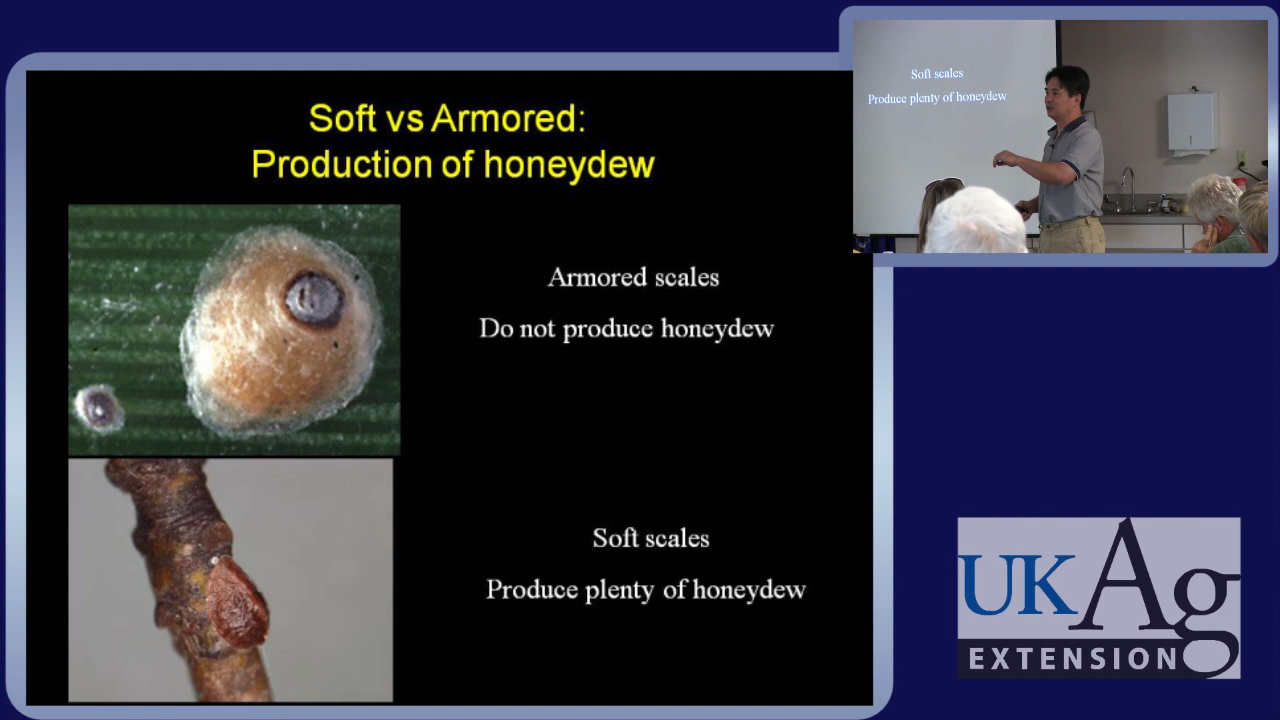 Soft vs Armored:
Production of honeydew
Armored scales
Do not produce honeydew
Soft scales
Produce plenty of honeydew
Soft scales
Produce plenty of honeydew
UKAg
EXTENSION